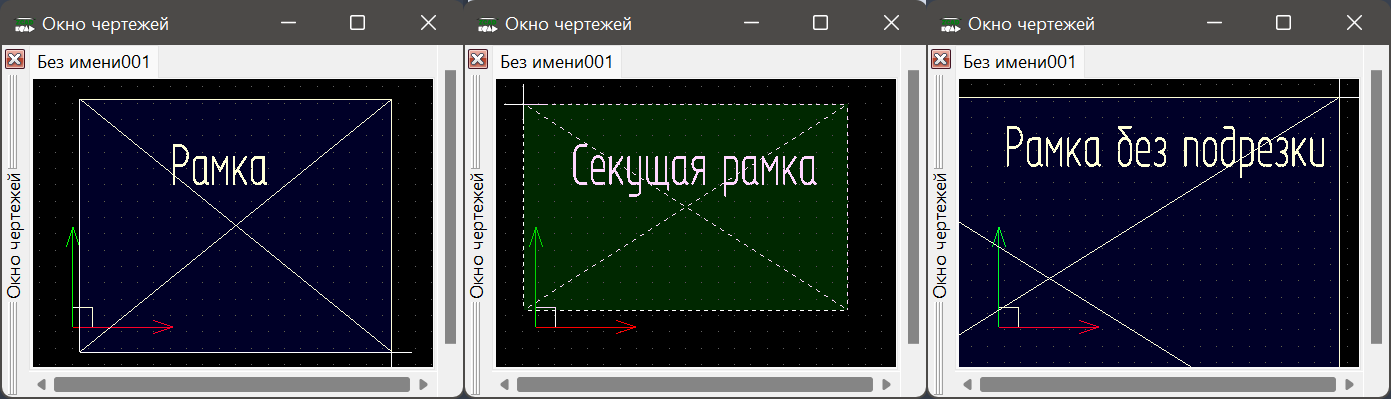 Окно чертежей
Без имени001
Окно чертежей
Рамка
Окно чертежей
Без имени001
Окно чертежей
Секущая рамка
Окно чертежей
Без имени001
Окно чертежей
Рамка без подрезки